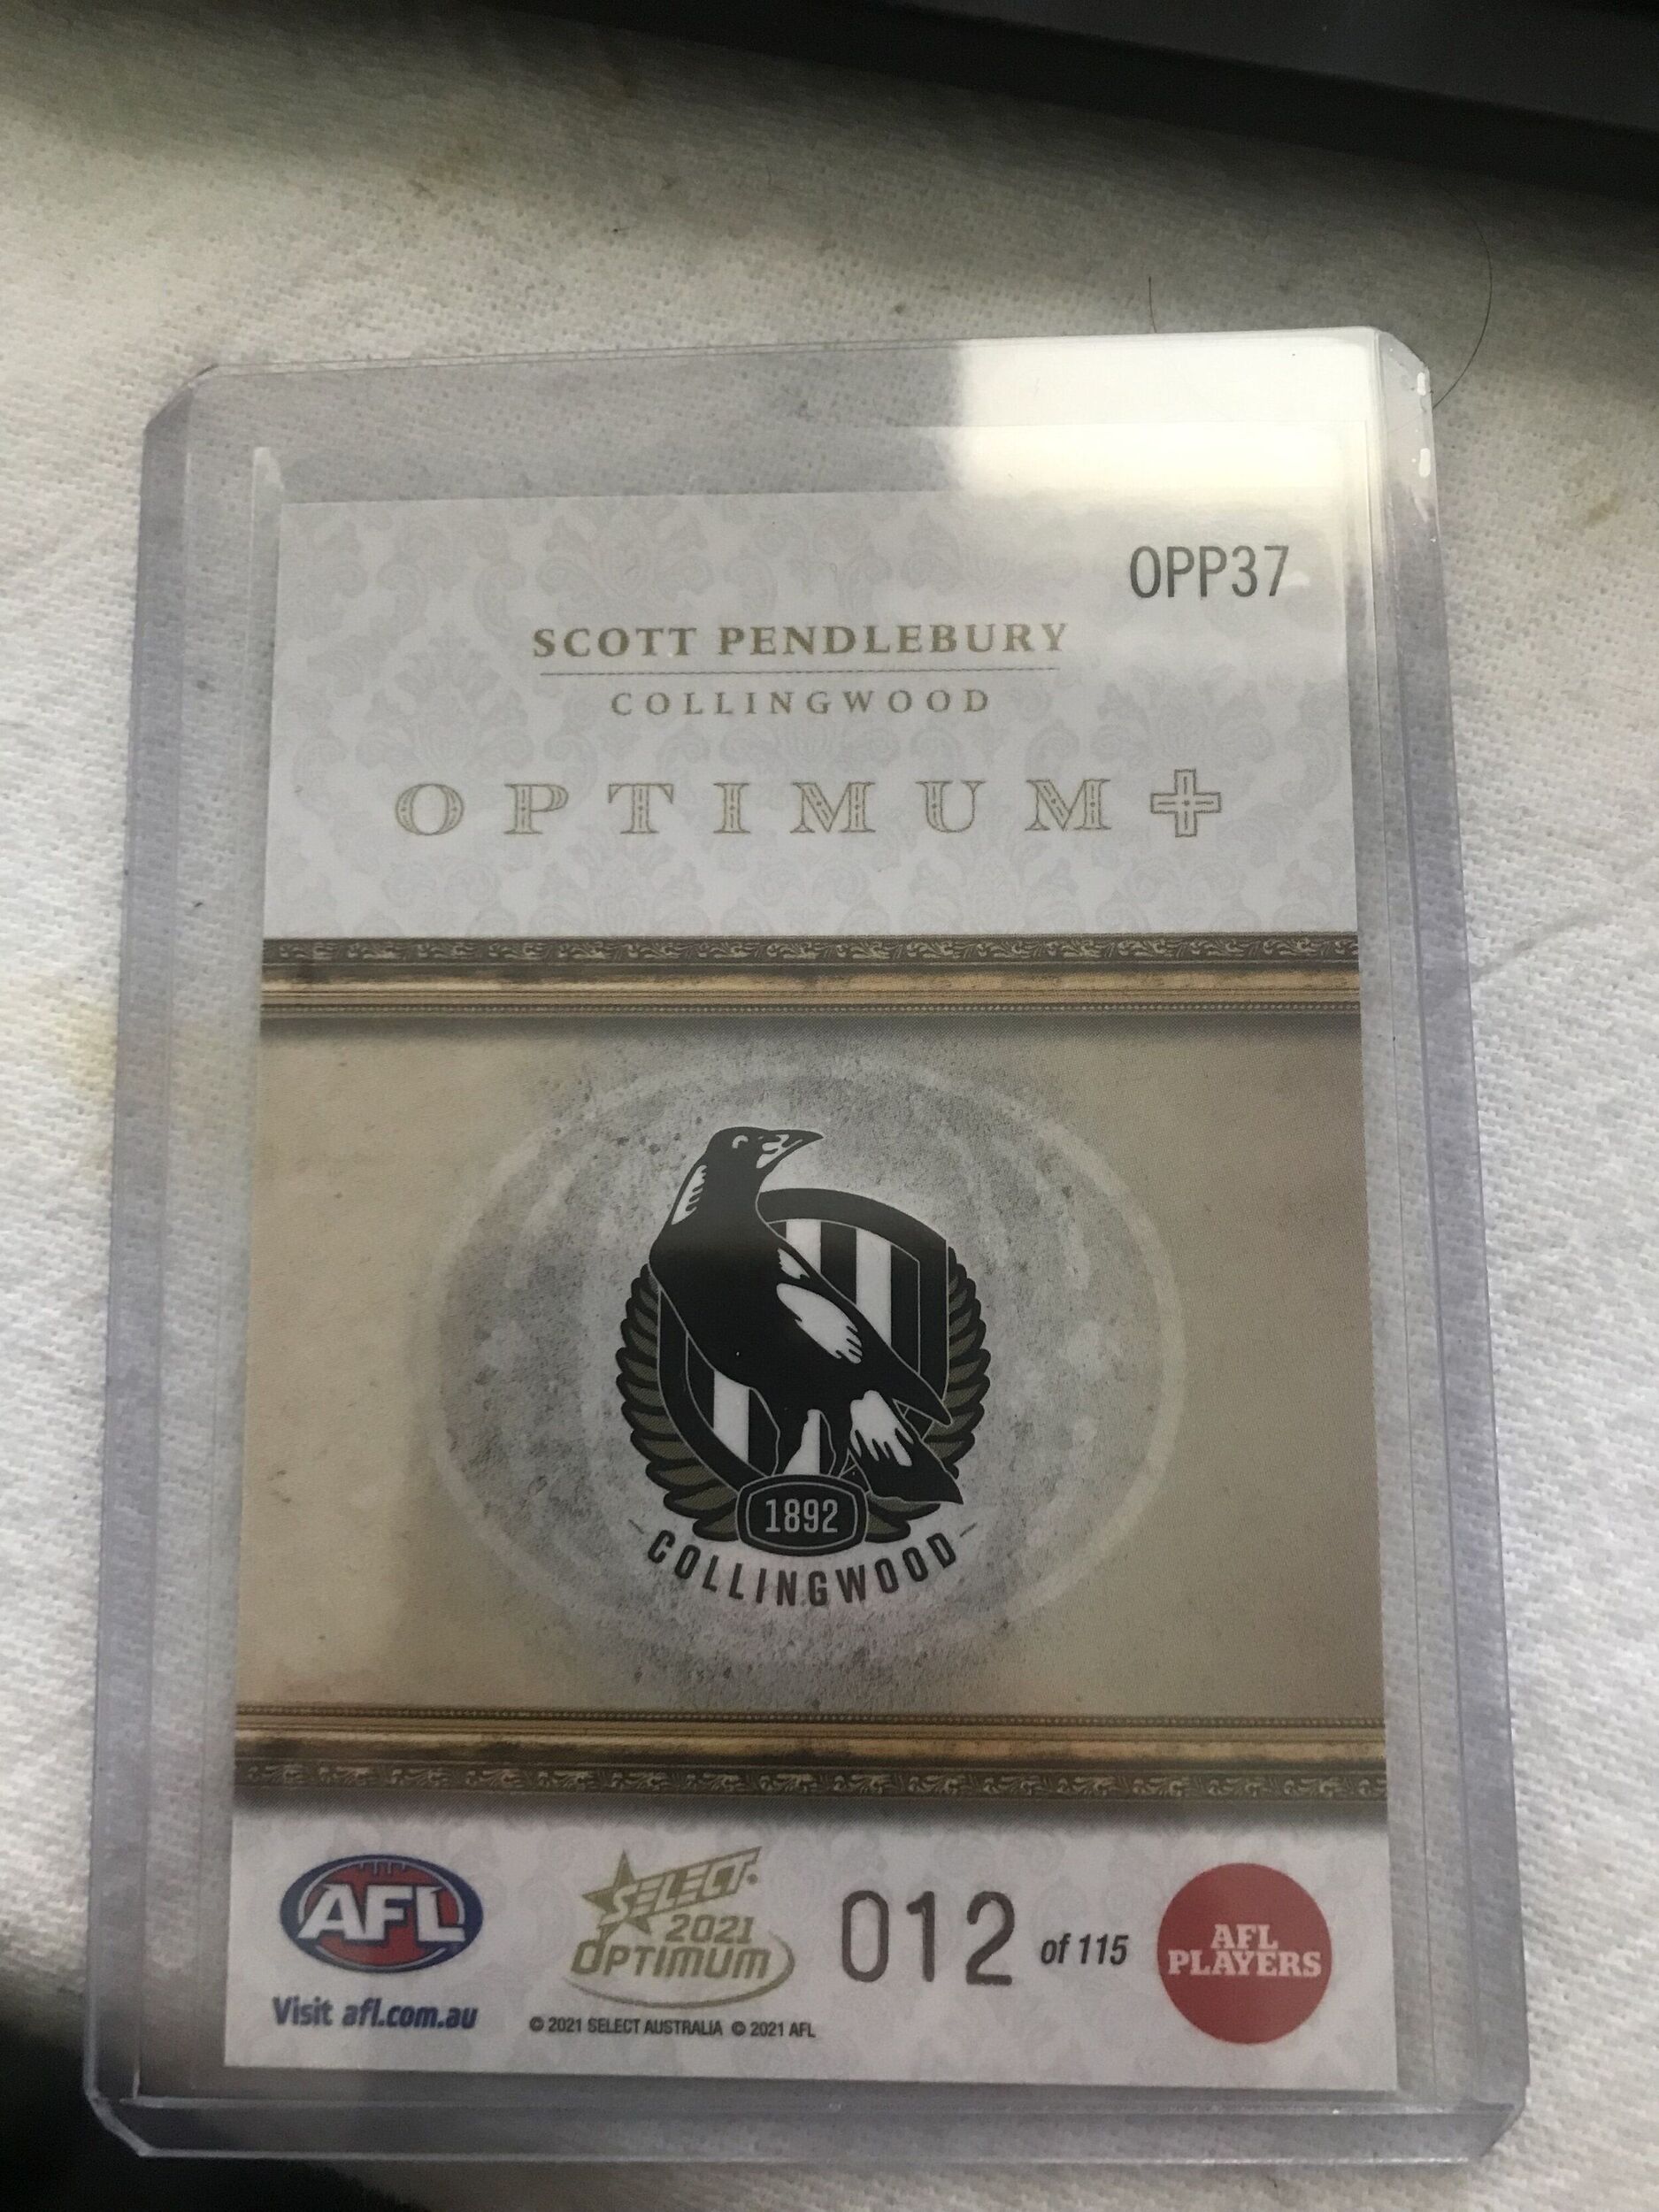 OPP37
SCOTT PENDLEBURY
COLLINGWOOD
OPTIMUM+
1892
COLLINGWOOD
AFL
Visit afl.com.au
SELECT
2021
OPTIMUM
© 2021 SELECT AUSTRALIA © 2021 AFL
012 of 115
AFL
PLAYERS